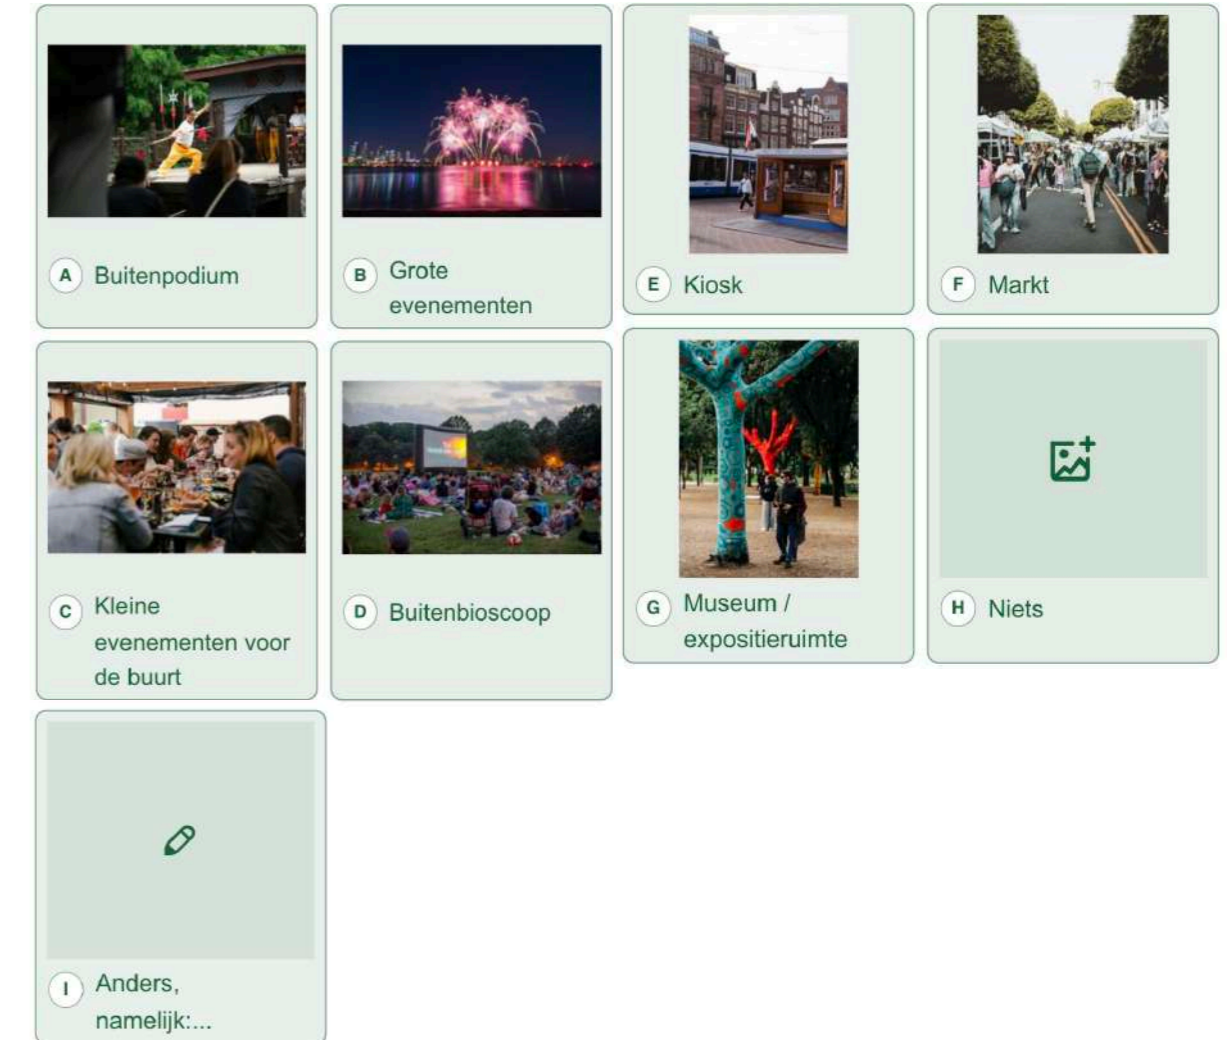 A Buitenpodium
B Grote
evenementen
E Kiosk
F Markt
C Kleine
evenementen voor
de buurt
D Buitenbioscoop
G Museum /
expositieruimte
H Niets
I Anders,
namelijk:...